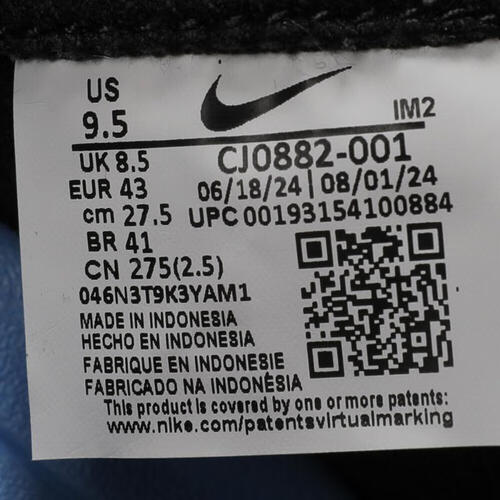 US
9.5
IM2
UK 8.5
CJ0882-001
EUR 43
06/18/24 | 08/01/24
cm 27.5
UPC 00193154100884
BR 41
CN 275(2.5)
046N3T9K3YAM1
MADE IN INDONESIA
HECHO EN INDONESIA
FABRIQUE EN INDONESIE
FABRICADO NA INDONÉSIA
This product is covered by one or more patents:
www.nike.com/patentsvirtualmarking